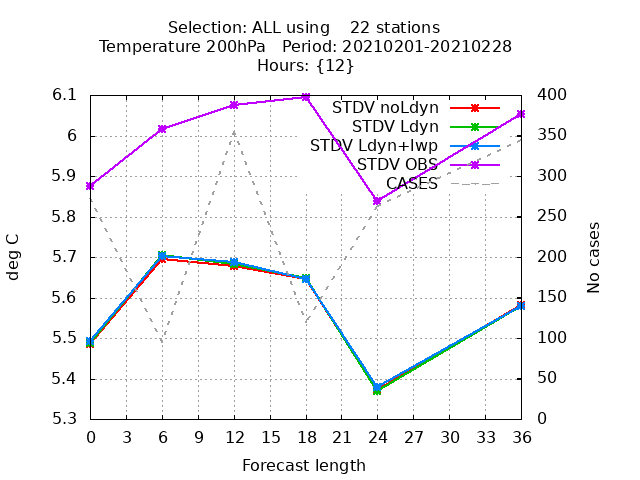 Selection: ALL using    22 stations
Temperature 200hPa   Period: 20210201-20210228
Hours: {12}
STDV noLdyn
STDV Ldyn
STDV Ldyn+lwp
STDV OBS
CASES
6.1
6
5.9
5.8
5.7
5.6
5.5
5.4
5.3
deg C
400
350
300
250
200
150
100
50
0
No cases
0 3 6 9 12 15 18 21 24 27 30 33 36
Forecast length